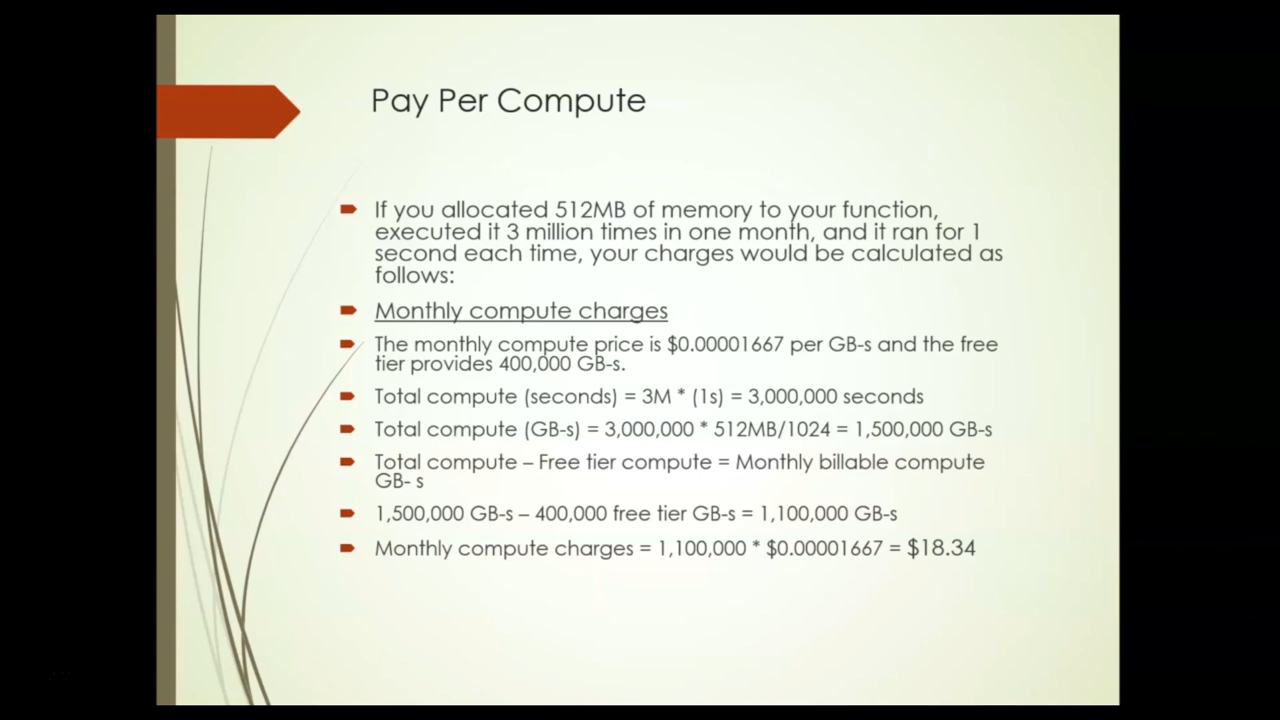 Pay Per Compute
If you allocated 512MB of memory to your function,
executed it 3 million times in one month, and it ran for 1
second each time, your charges would be calculated as
follows:
Monthly compute charges
The monthly compute price is $0.00001667 per GB-s and the free
tier provides 400,000 GB-s.
Total compute (seconds) = 3M * (1s) = 3,000,000 seconds
Total compute (GB-s) = 3,000,000 * 512MB/1024 = 1,500,000 GB-s
Total compute – Free tier compute = Monthly billable compute
GB- s
1,500,000 GB-s – 400,000 free tier GB-s = 1,100,000 GB-s
Monthly compute charges = 1,100,000 * $0.00001667 = $18.34